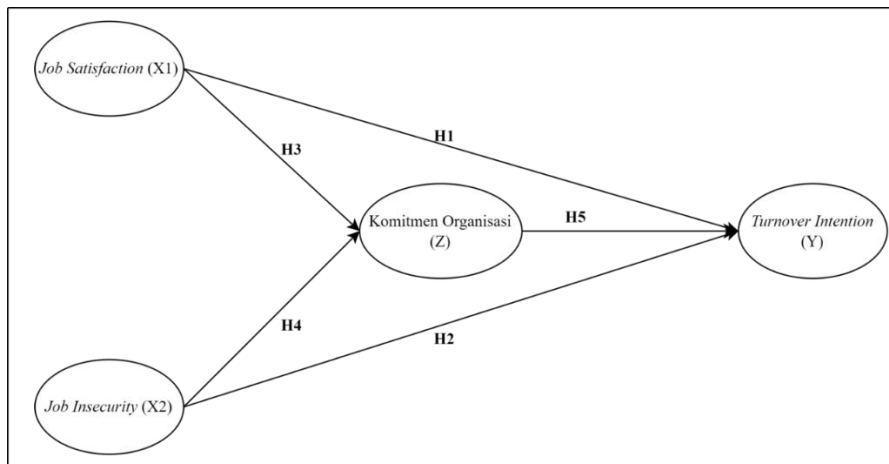 Job Satisfaction (X1)
H1
H3
Komitmen Organisasi
(Z)
H5
Turnover Intention
(Y)
H4
H2
Job Insecurity (X2)